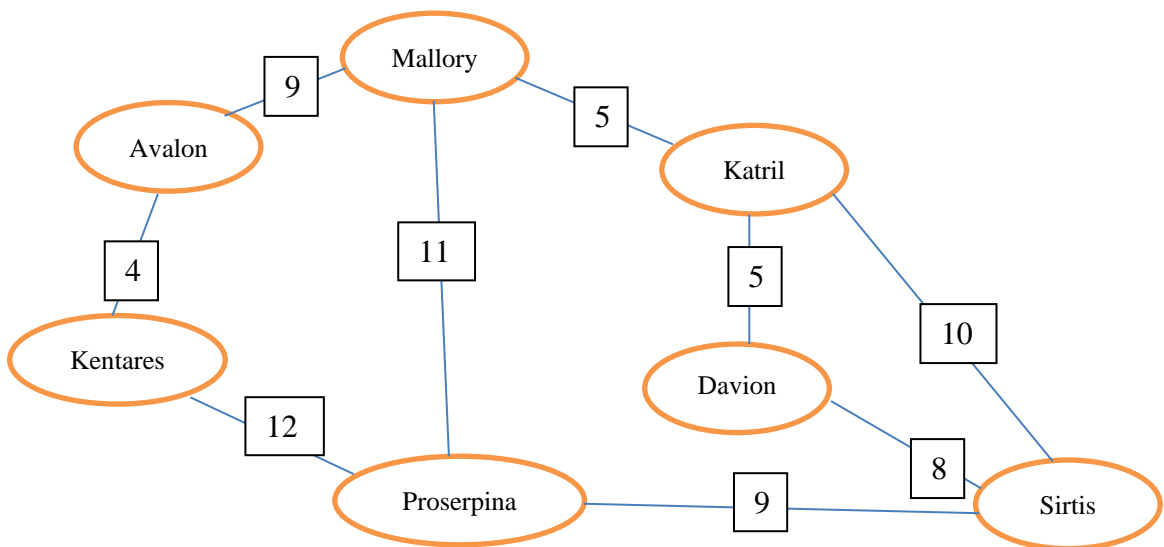 Mallory
9
5
Avalon
Katril
11
4
5
10
Kentares
Davion
12
8
Proserpina
9
Sirtis